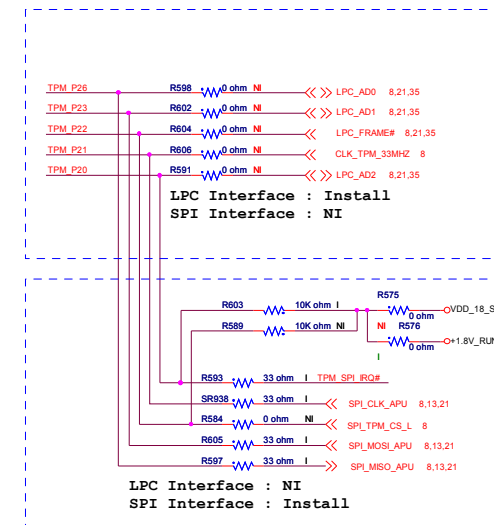 TPM_P26 R598 0 ohm NI LPC_AD0 8,21,35
TPM_P23 R602 0 ohm NI LPC_AD1 8,21,35
TPM_P22 R604 0 ohm NI LPC_FRAME# 8,21,35
TPM_P21 R606 0 ohm NI CLK_TPM_33MHZ 8
TPM_P20 R591 0 ohm NI LPC_AD2 8,21,35
LPC Interface : Install
SPI Interface : NI
R575
R603 10K ohm I 0 ohm VDD_18_S
R589 10K ohm NI NI R576
0 ohm +1.8V_RUN
I
R593 33 ohm I TPM_SPI_IRQ#
SR938 33 ohm I SPI_CLK_APU 8,13,21
R584 0 ohm NI SPI_TPM_CS_L 8
R605 33 ohm I SPI_MOSI_APU 8,13,21
R597 33 ohm I SPI_MISO_APU 8,13,21
LPC Interface : NI
SPI Interface : Install